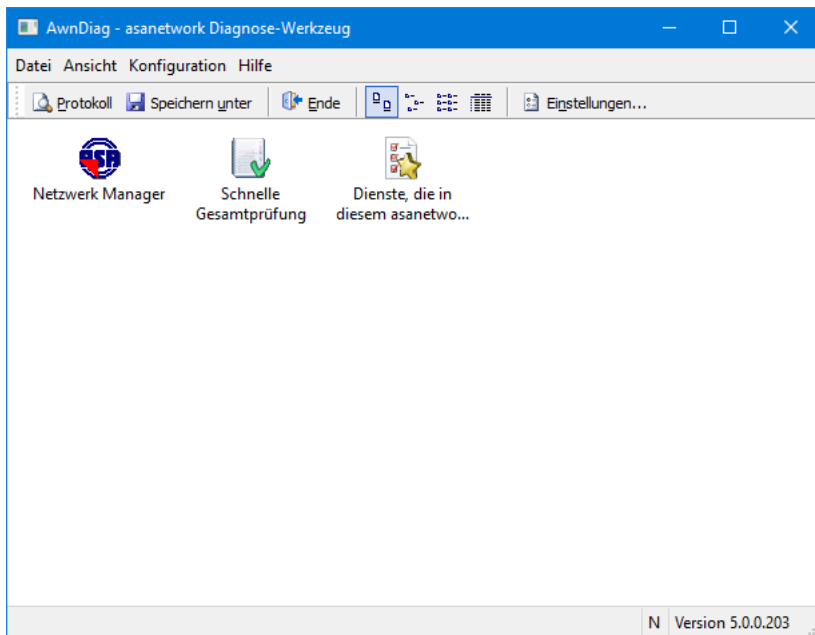 AwnDiag - asanetwork Diagnose-Werkzeug
Datei Ansicht Konfiguration Hilfe
Protokoll Speichern unter Ende Einstellungen...
ASA
Netzwerk Manager
Schnelle
Gesamtprüfung
Dienste, die in
diesem asanetwo...
N Version 5.0.0.203